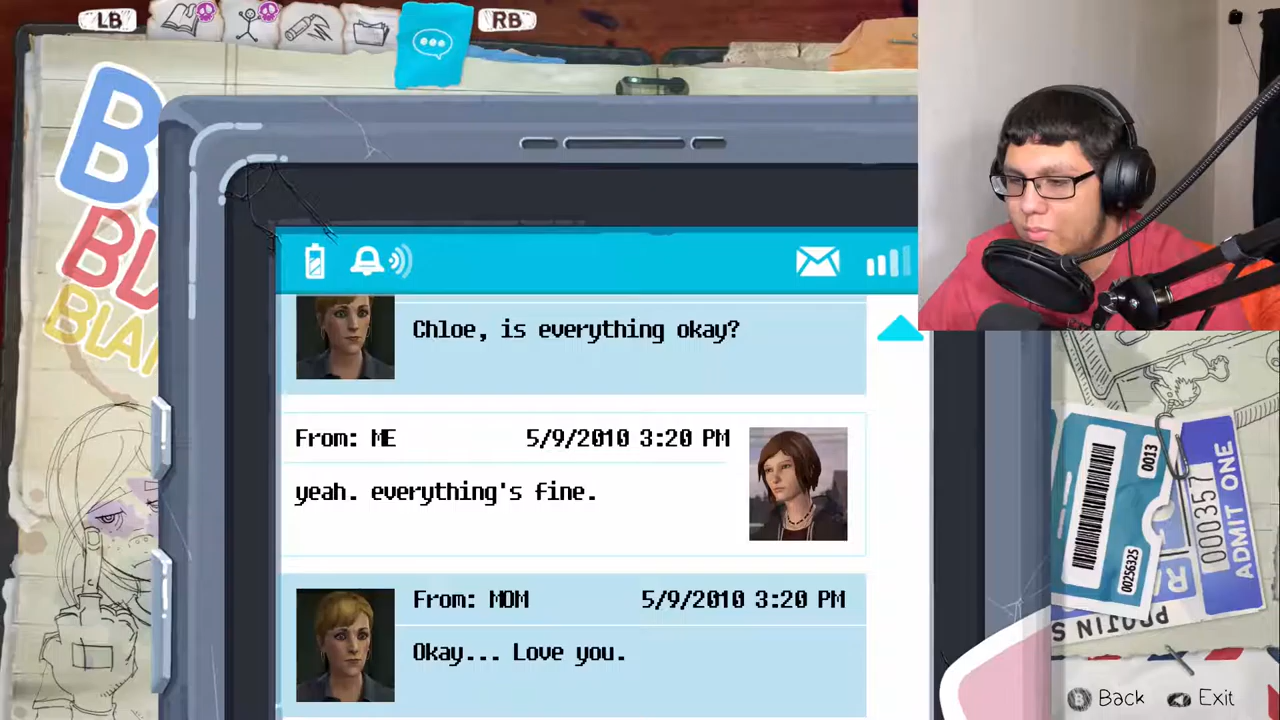 LB
RB
Chloe, is everything okay?
From: ME 5/9/2010 3:20 PM
yeah. everything's fine.
From: MOM 5/9/2010 3:20 PM
Okay... Love you.
0013
00256325
000357
ADMIT ONE
B Back
Exit